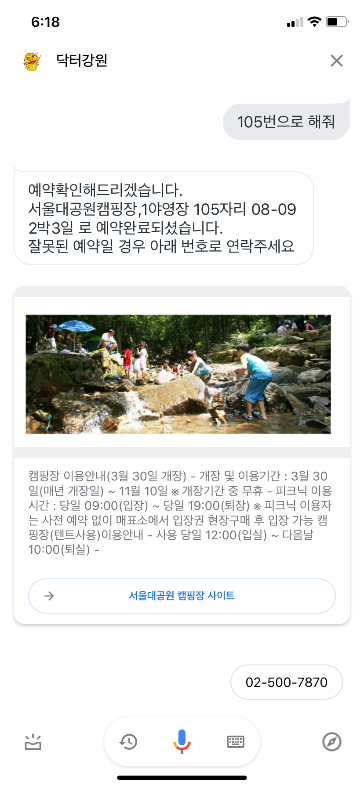 6:18
닥터강원
105번으로 해줘
예약확인해드리겠습니다.
서울대공원캠핑장,1야영장 105자리 08-09
2박3일 로 예약완료되셨습니다.
잘못된 예약일 경우 아래 번호로 연락주세요
캠핑장 이용안내(3월 30일 개장) - 개장 및 이용기간 : 3월 30
일(매년 개장일) ~ 11월 10일 ※ 개장기간 중 무휴 - 피크닉 이용
시간 : 당일 09:00(입장) ~ 당일 19:00(퇴장) ※ 피크닉 이용자
는 사전 예약 없이 매표소에서 입장권 현장구매 후 입장 가능 캠
핑장(텐트사용)이용안내 - 사용 당일 12:00(입실) ~ 다음날
10:00(퇴실) -
서울대공원 캠핑장 사이트
02-500-7870